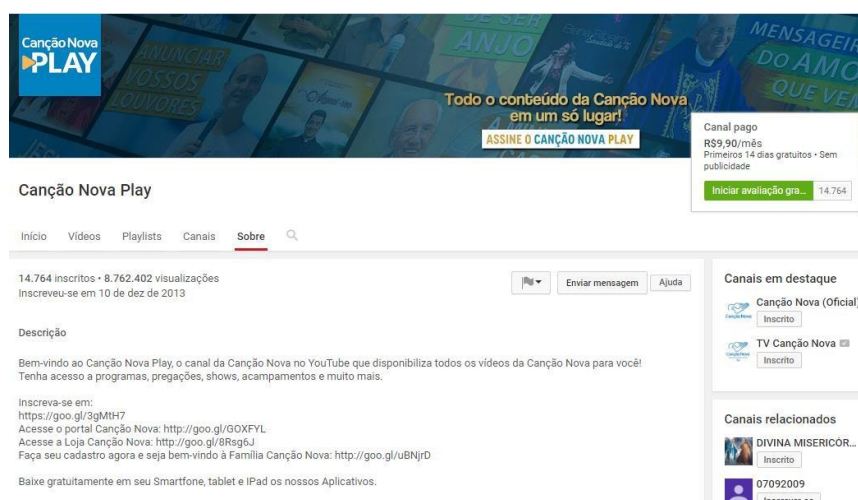 Canção Nova
PLAY
ANUNCIAR
VOSSOS
LOUVORES
DE SER
ANJO
MENSAGEIR
DO AMO
QUE VE
Todo o conteúdo da Canção Nova
em um só lugar!
ASSINE O CANÇÃO NOVA PLAY
Canal pago
R$9,90/mês
Primeiros 14 dias gratuitos • Sem
publicidade
Iniciar avaliação gra... 14.764
Canção Nova Play
Início Vídeos Playlists Canais Sobre
14.764 inscritos • 8.762.402 visualizações
Inscreveu-se em 10 de dez de 2013
Enviar mensagem Ajuda
Descrição
Bem-vindo ao Canção Nova Play, o canal da Canção Nova no YouTube que disponibiliza todos os vídeos da Canção Nova para você!
Tenha acesso a programas, pregações, shows, acampamentos e muito mais.
Inscreva-se em:
https://goo.gl/3gMtH7
Acesse o portal Canção Nova: http://goo.gl/GOXFYL
Acesse a Loja Canção Nova: http://goo.gl/8Rsg6J
Faça seu cadastro agora e seja bem-vindo à Família Canção Nova: http://goo.gl/uBNjrD
Baixe gratuitamente em seu Smartfone, tablet e IPad os nossos Aplicativos.
Canais em destaque
Canção Nova (Oficial)
Inscrito
TV Canção Nova
Inscrito
Canais relacionados
DIVINA MISERICÓR...
Inscrito
07092009
Inscrever-se